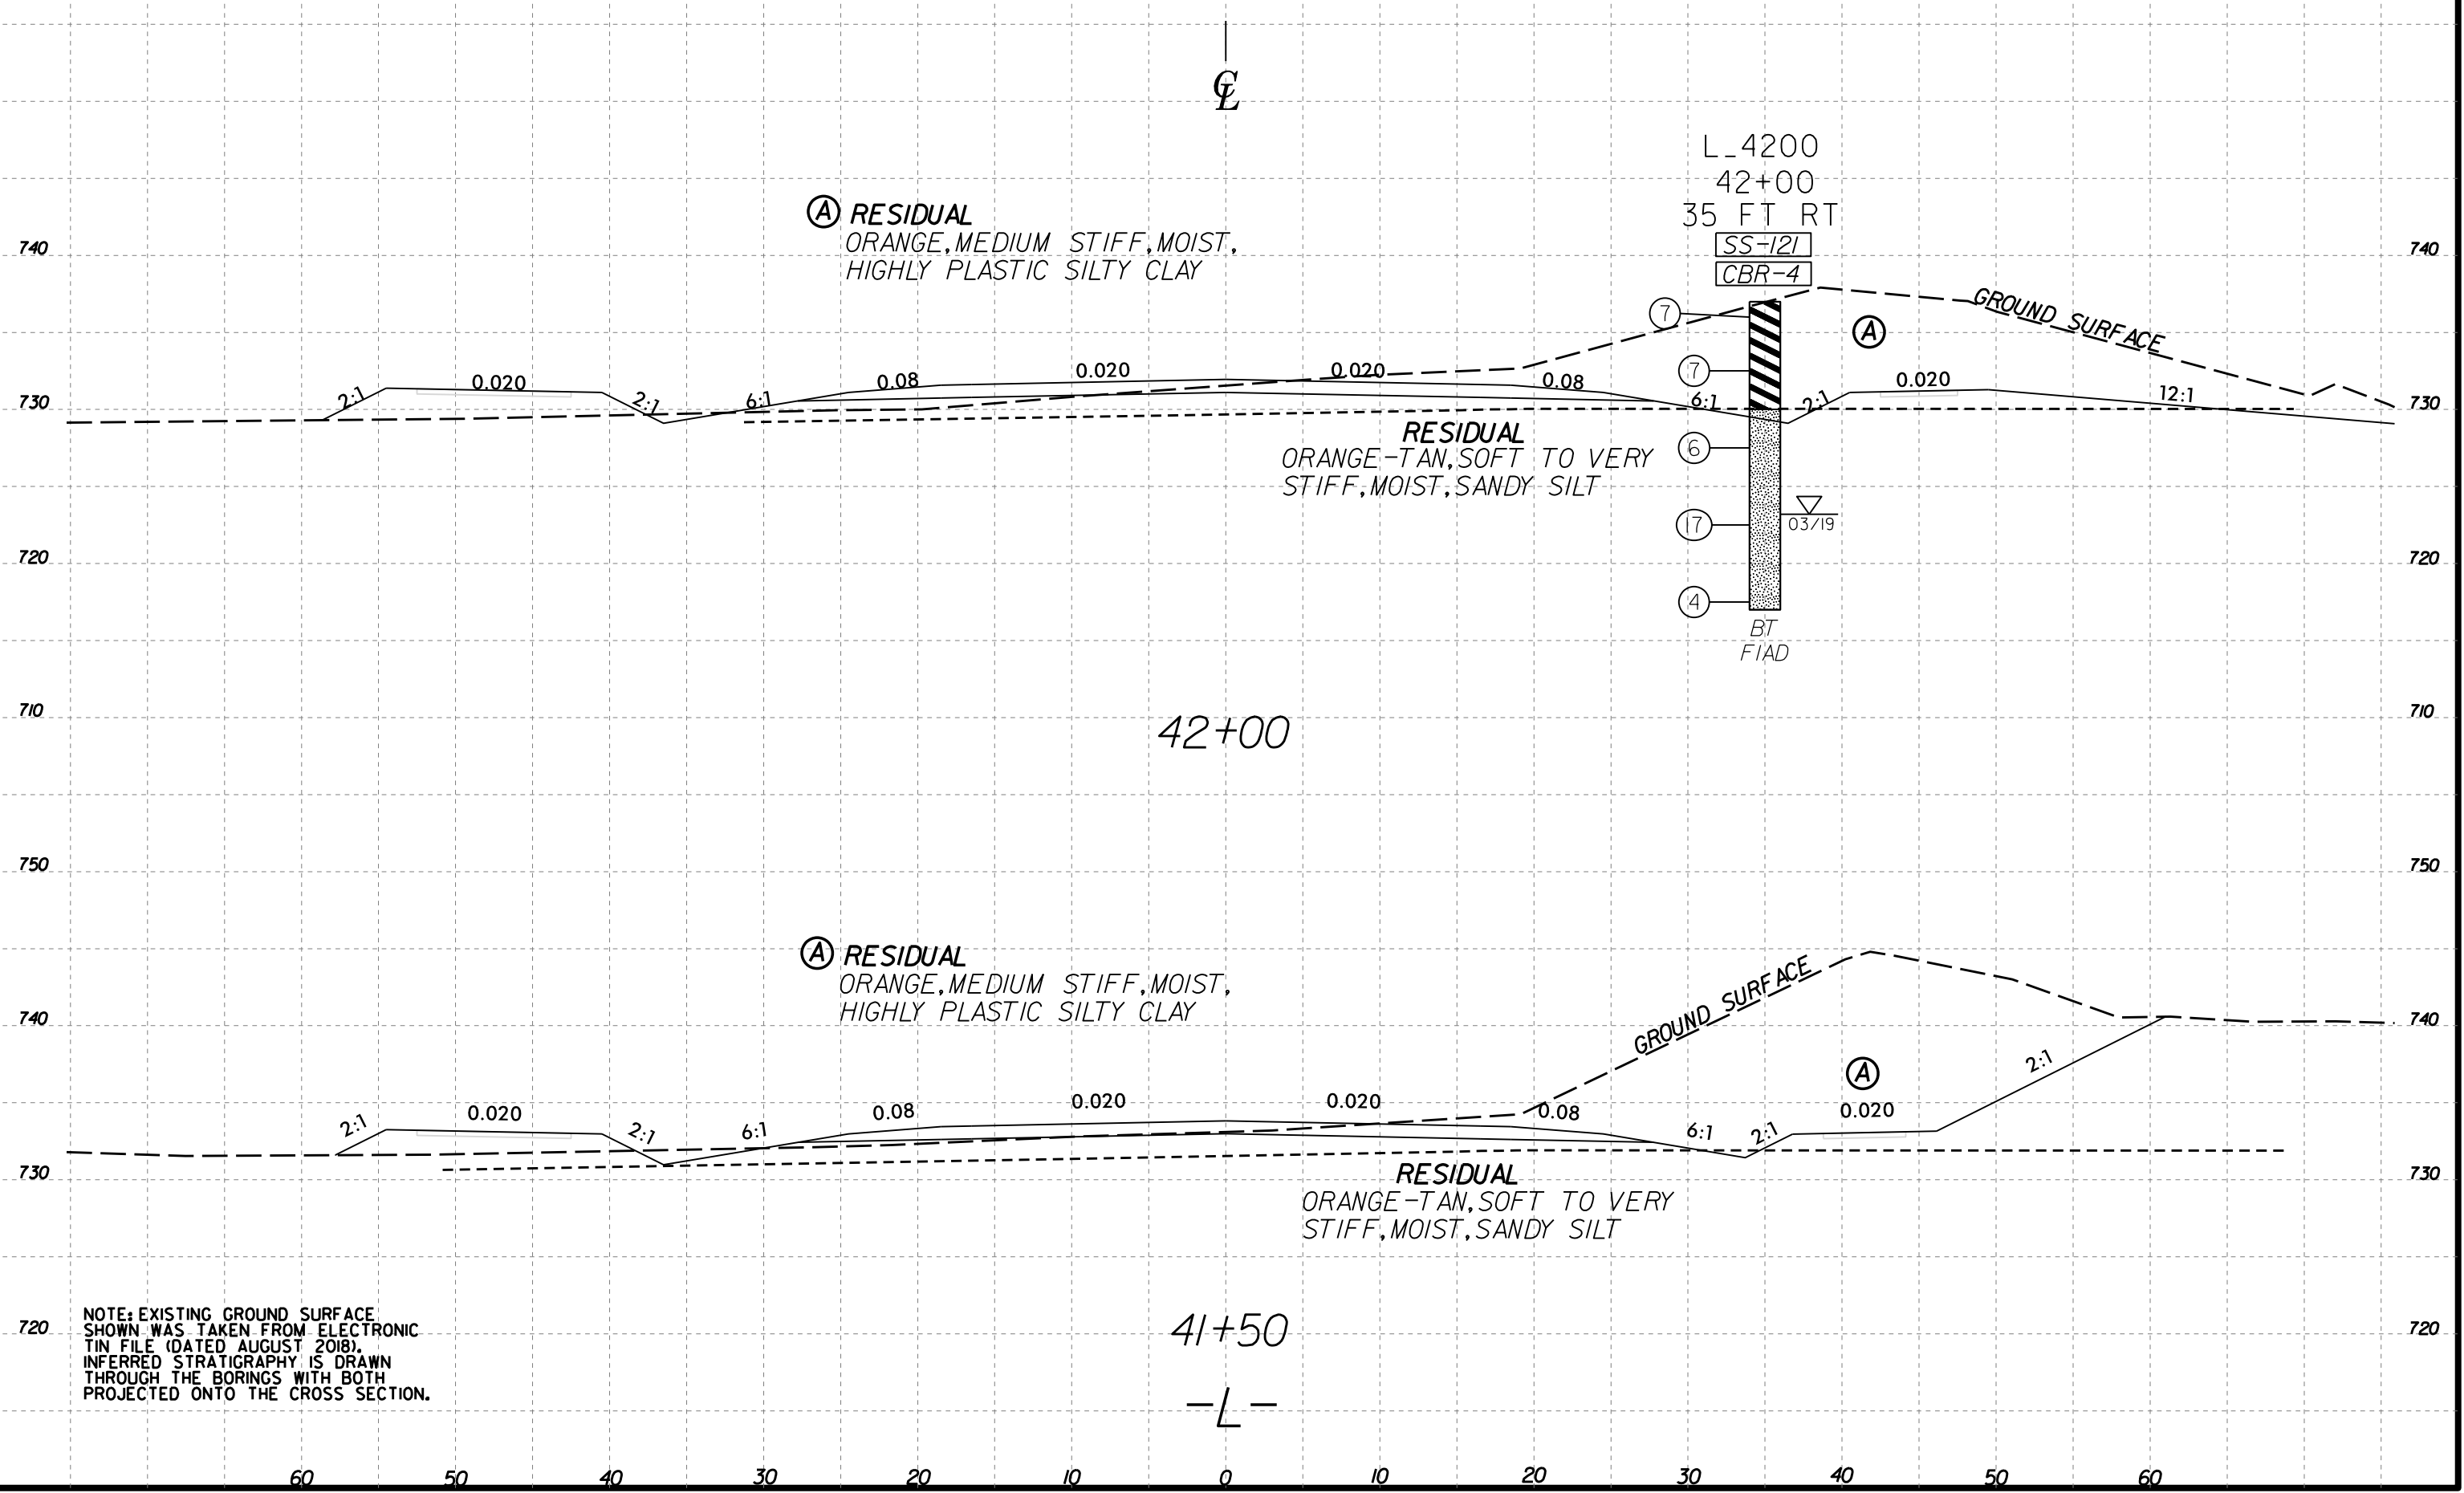 ℄
L_4200
42+00
35 FT RT
SS-121
CBR-4
Ⓐ RESIDUAL
ORANGE, MEDIUM STIFF, MOIST,
HIGHLY PLASTIC SILTY CLAY
740
740
GROUND SURFACE
7
A
7
2:1
0.020
2:1
6:1
0.08
0.020
0.020
0.08
6:1
2:1
0.020
12:1
730
730
RESIDUAL
ORANGE-TAN, SOFT TO VERY
STIFF, MOIST, SANDY SILT
6
17
03/19
720
720
4
BT
FIAD
710
710
42+00
750
750
Ⓐ RESIDUAL
ORANGE, MEDIUM STIFF, MOIST,
HIGHLY PLASTIC SILTY CLAY
GROUND SURFACE
740
740
A
2:1
2:1
0.020
2:1
6:1
0.08
0.020
0.020
0.08
6:1
2:1
0.020
730
730
RESIDUAL
ORANGE-TAN, SOFT TO VERY
STIFF, MOIST, SANDY SILT
720
720
41+50
NOTE: EXISTING GROUND SURFACE
SHOWN WAS TAKEN FROM ELECTRONIC
TIN FILE (DATED AUGUST 2018).
INFERRED STRATIGRAPHY IS DRAWN
THROUGH THE BORINGS WITH BOTH
PROJECTED ONTO THE CROSS SECTION.
-L-
60 50 40 30 20 10 0 10 20 30 40 50 60